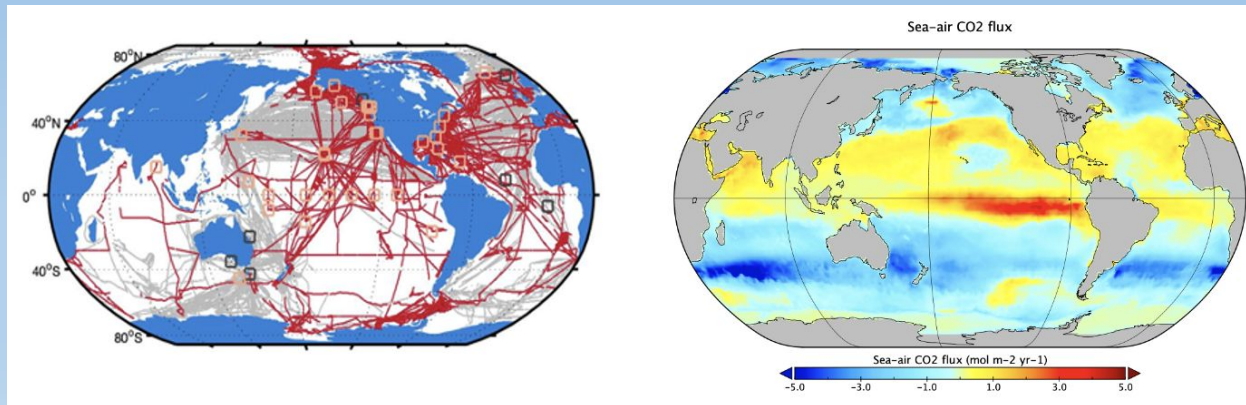 Sea-air CO2 flux
80°N
40°N
0°
40°S
80°S
Sea-air CO2 flux (mol m-2 yr-1)
-5.0 -3.0 -1.0 1.0 3.0 5.0